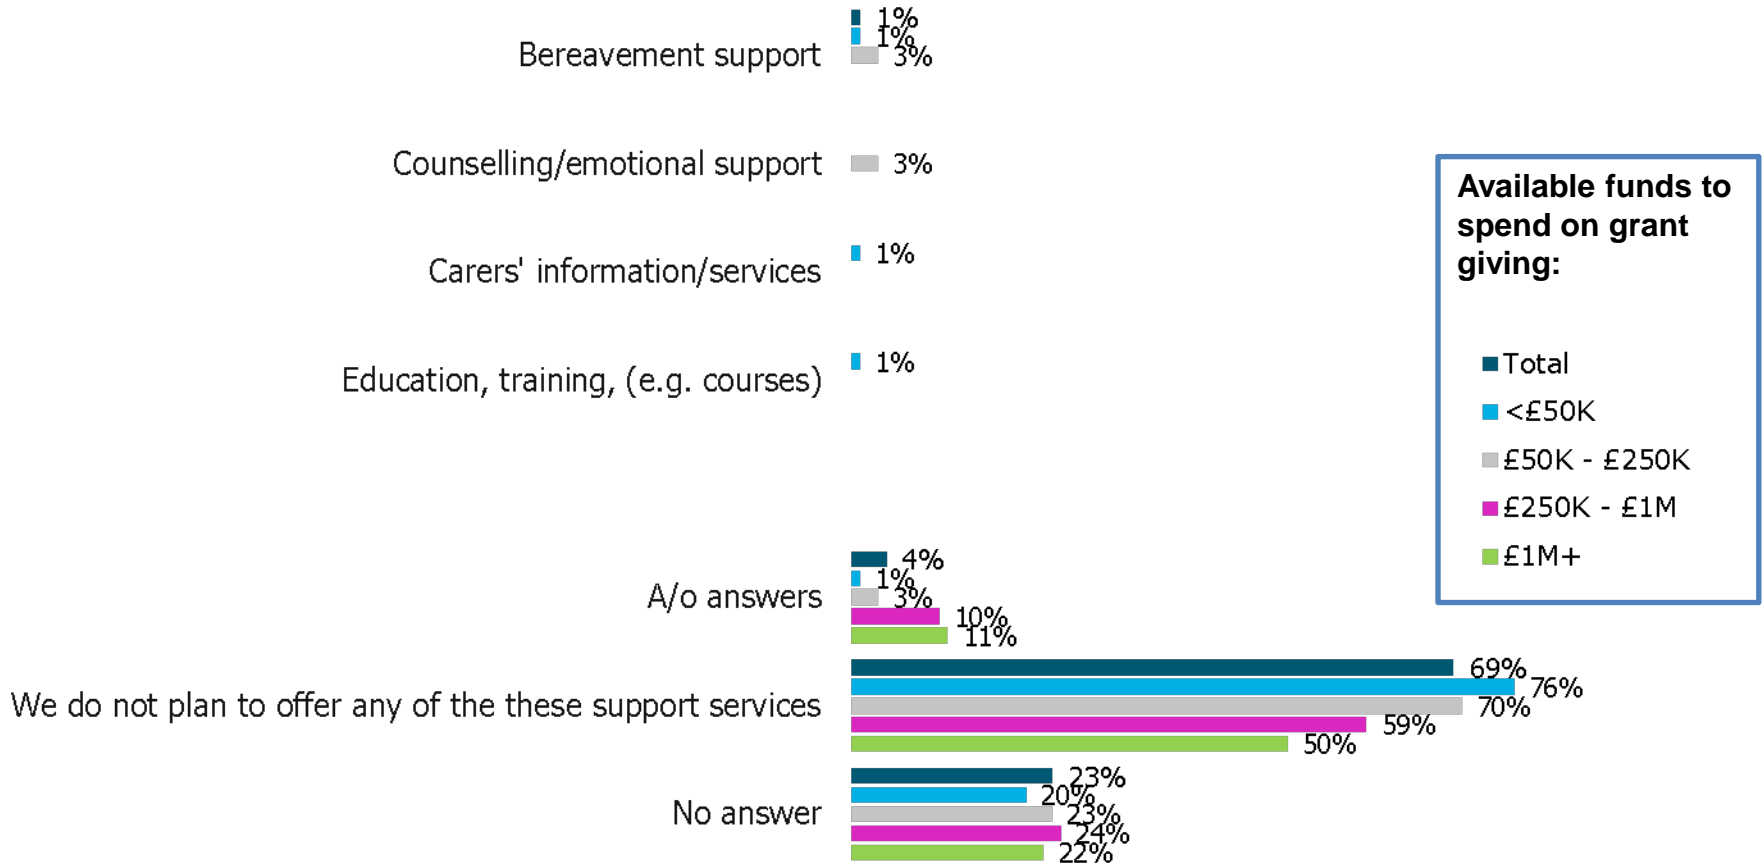 1%
1%
Bereavement support
3%
Counselling/emotional support
3%
Carers' information/services
1%
Education, training, (e.g. courses)
1%
A/o answers
4%
1%
3%
10%
11%
We do not plan to offer any of the these support services
69%
76%
70%
59%
50%
No answer
23%
20%
23%
24%
22%
Available funds to
spend on grant
giving:
Total
<£50K
£50K - £250K
£250K - £1M
£1M+